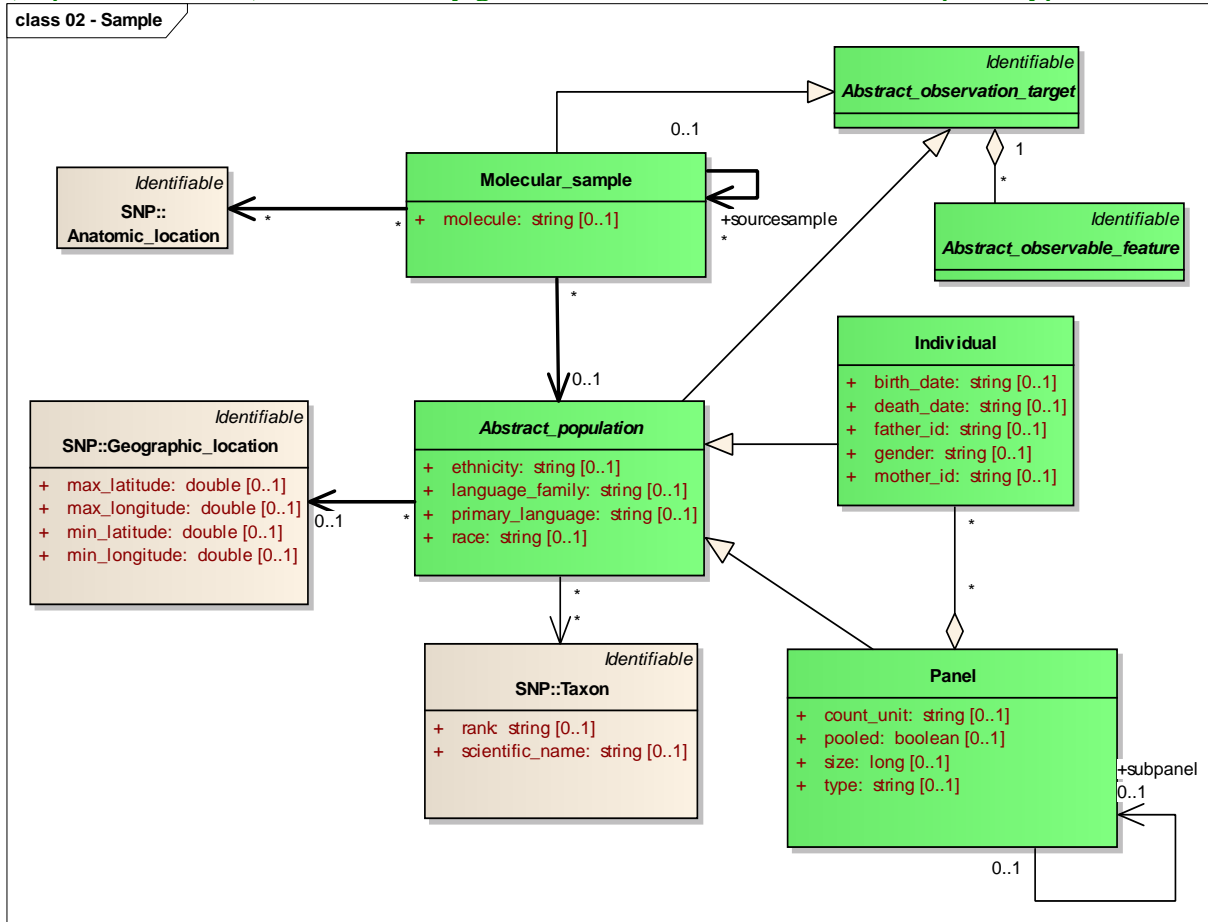 class 02 - Sample
Identifiable
Abstract_observation_target
0..1
1
*
Identifiable
Abstract_observable_feature
Molecular_sample
+ molecule: string [0..1]
+sourcesample
*
Identifiable
SNP::
Anatomic_location
*
*
*
0..1
Individual
+ birth_date: string [0..1]
+ death_date: string [0..1]
+ father_id: string [0..1]
+ gender: string [0..1]
+ mother_id: string [0..1]
Identifiable
SNP::Geographic_location
+ max_latitude: double [0..1]
+ max_longitude: double [0..1]
+ min_latitude: double [0..1]
+ min_longitude: double [0..1]
0..1
*
Abstract_population
+ ethnicity: string [0..1]
+ language_family: string [0..1]
+ primary_language: string [0..1]
+ race: string [0..1]
*
*
*
*
Identifiable
SNP::Taxon
+ rank: string [0..1]
+ scientific_name: string [0..1]
Panel
+ count_unit: string [0..1]
+ pooled: boolean [0..1]
+ size: long [0..1]
+ type: string [0..1]
+subpanel
0..1
0..1